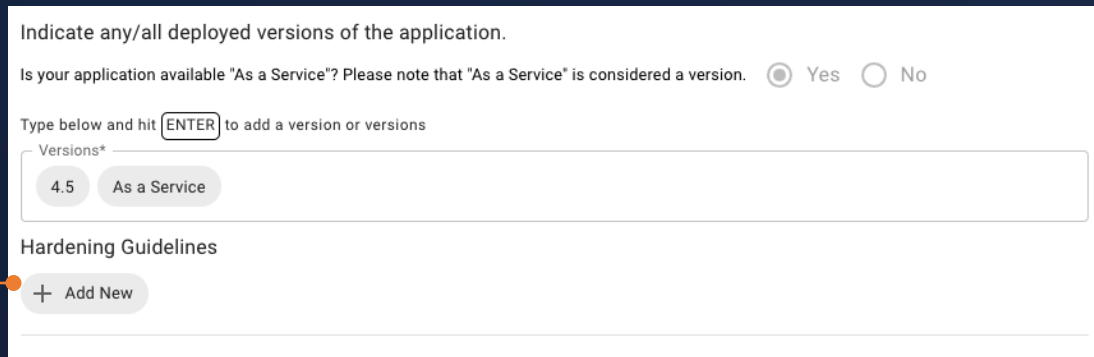 Indicate any/all deployed versions of the application.
Is your application available "As a Service"? Please note that "As a Service" is considered a version. Yes No
Type below and hit ENTER to add a version or versions
Versions*
4.5 As a Service
Hardening Guidelines
+ Add New